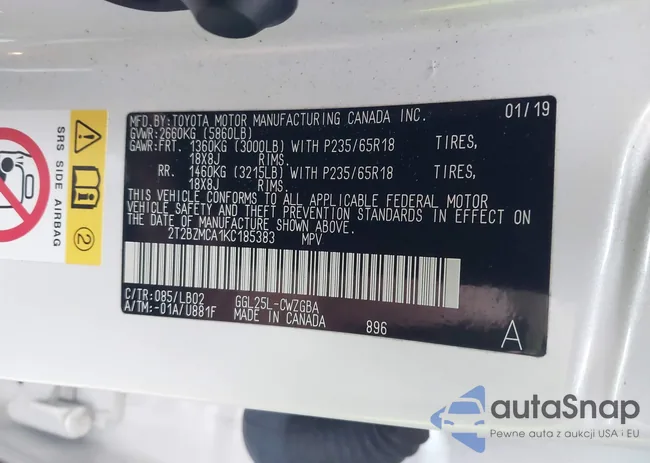 MFD.BY:TOYOTA MOTOR MANUFACTURING CANADA INC. 01/19
GVWR:2660KG (5860LB)
GAWR:FRT. 1360KG (3000LB) WITH P235/65R18 TIRES,
18X8J RIMS.
RR. 1460KG (3215LB) WITH P235/65R18 TIRES,
18X8J RIMS.
THIS VEHICLE CONFORMS TO ALL APPLICABLE FEDERAL MOTOR
VEHICLE SAFETY AND THEFT PREVENTION STANDARDS IN EFFECT ON
THE DATE OF MANUFACTURE SHOWN ABOVE.
2T2BZMCA1KC185383 MPV
C/TR:085/LB02 GGL25L-CWZGBA
A/TM:-01A/U881F MADE IN CANADA 896 A
SRS SIDE AIRBAG
2
autaSnap
Pewne auta z aukcji USA i EU